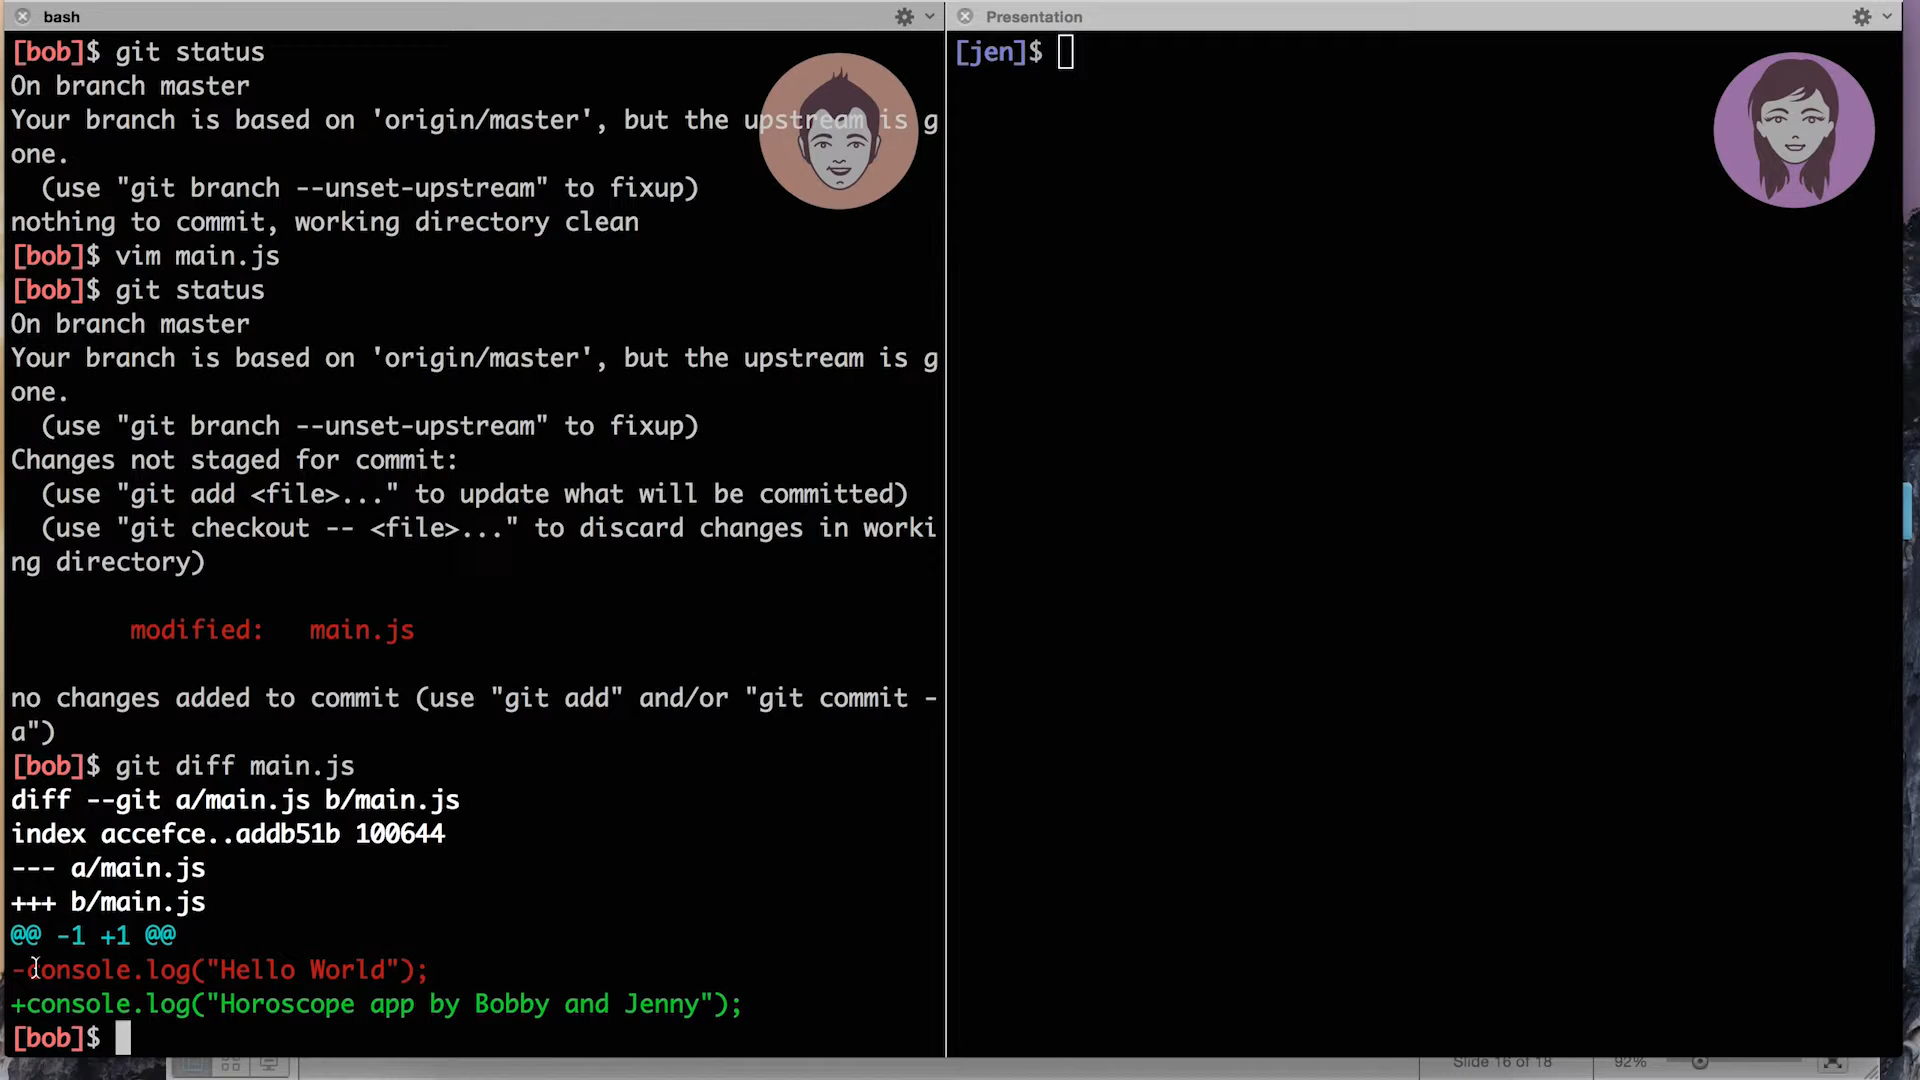 bash
[bob]$ git status
On branch master
Your branch is based on 'origin/master', but the upstream is g
one.
  (use "git branch --unset-upstream" to fixup)
nothing to commit, working directory clean
[bob]$ vim main.js
[bob]$ git status
On branch master
Your branch is based on 'origin/master', but the upstream is g
one.
  (use "git branch --unset-upstream" to fixup)
Changes not staged for commit:
  (use "git add <file>..." to update what will be committed)
  (use "git checkout -- <file>..." to discard changes in worki
ng directory)
modified:   main.js
no changes added to commit (use "git add" and/or "git commit -
a")
[bob]$ git diff main.js
diff --git a/main.js b/main.js
index accefce..addb51b 100644
--- a/main.js
+++ b/main.js
@@ -1 +1 @@
-console.log("Hello World");
+console.log("Horoscope app by Bobby and Jenny");
[bob]$
Presentation
[jen]$
Slide 16 of 18
92%